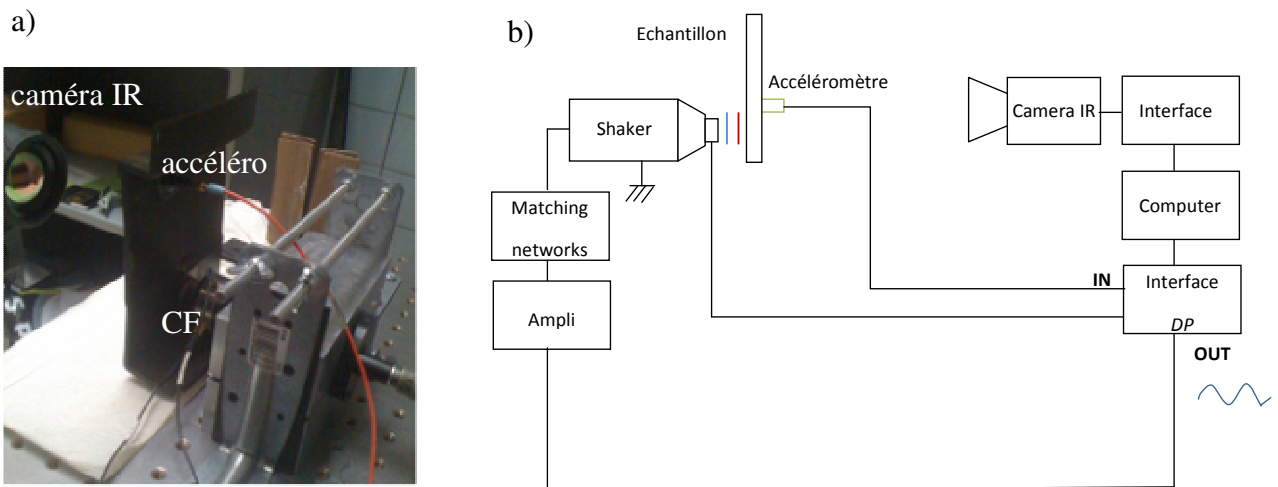 a)
caméra IR
accéléro
CF
b)
Echantillon
Accéléromètre
Shaker
Camera IR
Interface
Matching
networks
Computer
IN
Interface
Ampli
DP
OUT